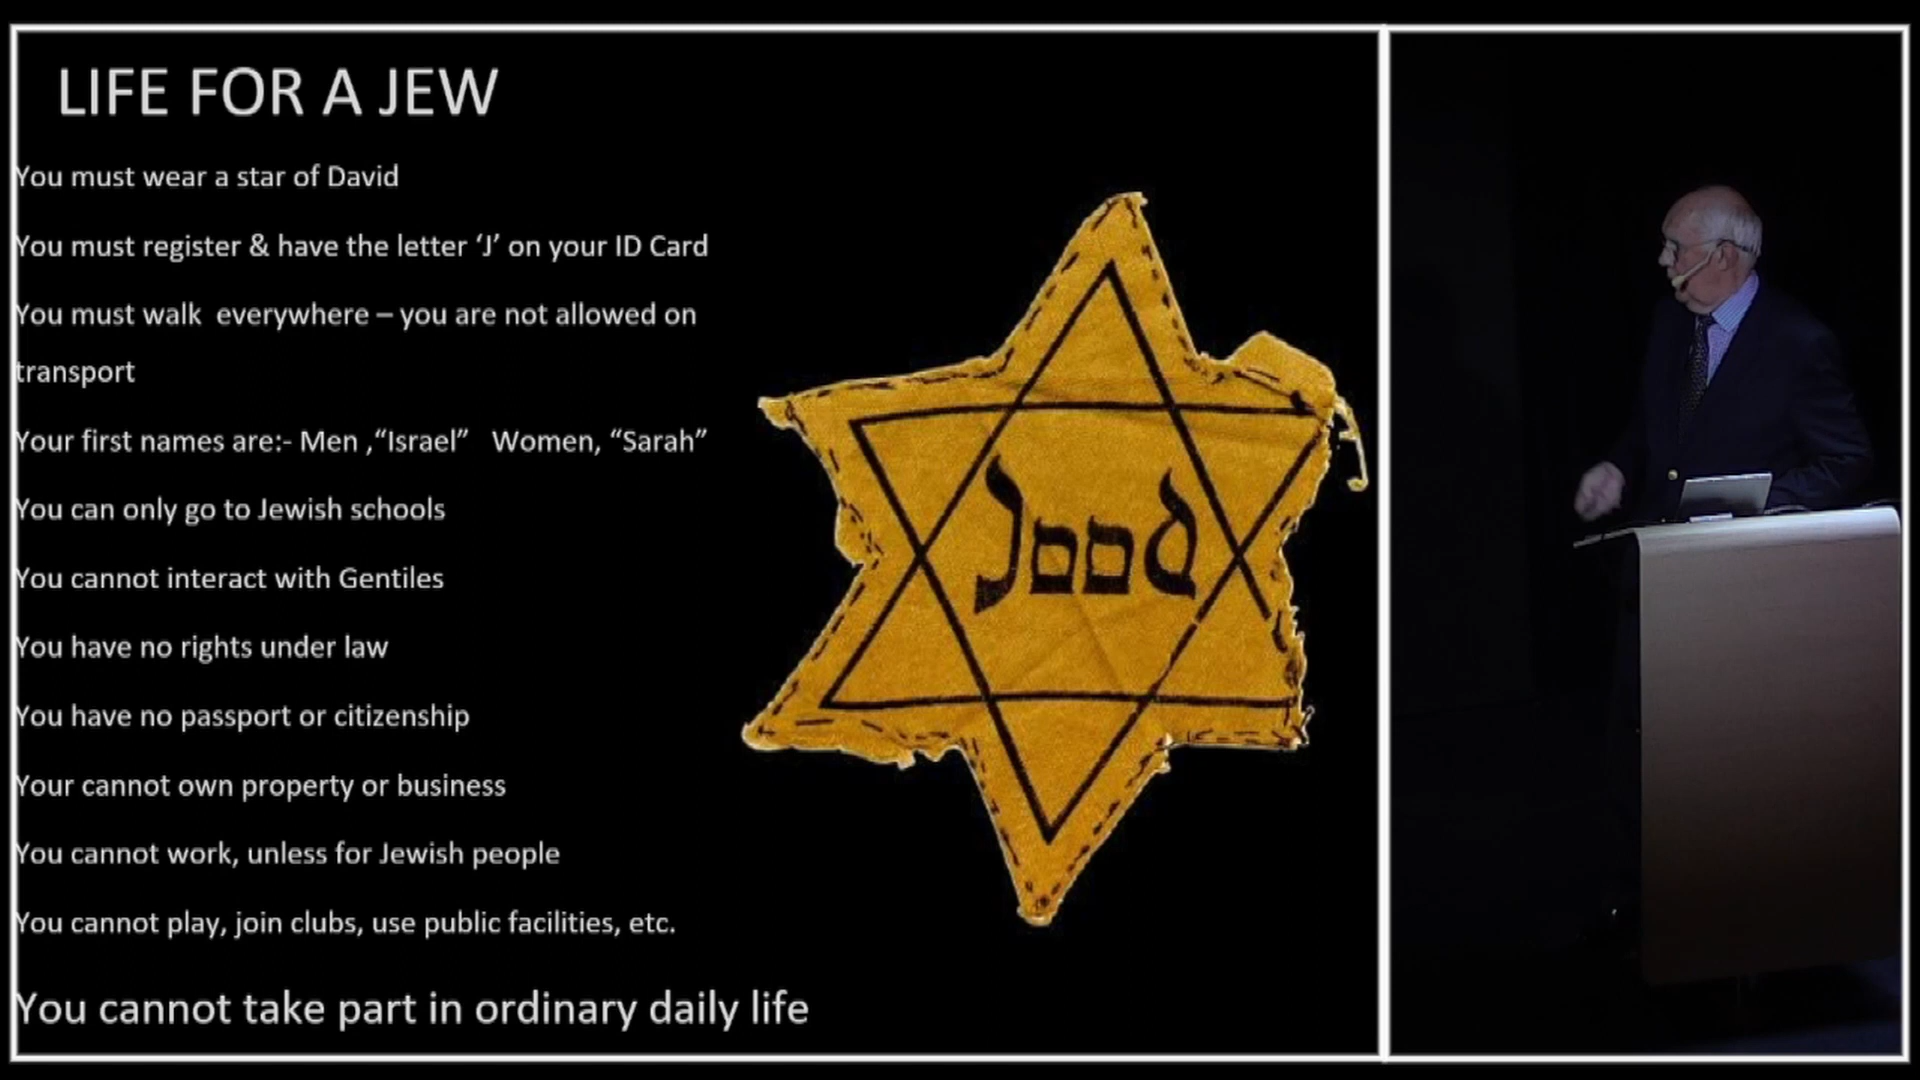 LIFE FOR A JEW
You must wear a star of David
You must register & have the letter ‘J’ on your ID Card
You must walk  everywhere – you are not allowed on
transport
Your first names are:- Men ,“Israel”   Women, “Sarah”
You can only go to Jewish schools
You cannot interact with Gentiles
You have no rights under law
You have no passport or citizenship
Your cannot own property or business
You cannot work, unless for Jewish people
You cannot play, join clubs, use public facilities, etc.
You cannot take part in ordinary daily life
Jood